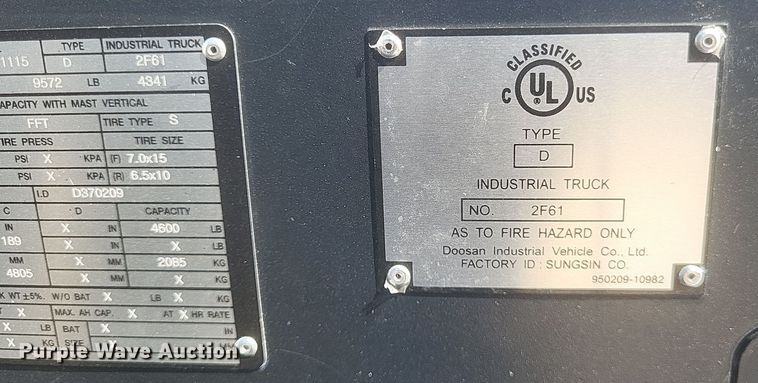 1115 TYPE D INDUSTRIAL TRUCK 2F61
9572 LB 4341 KG
CAPACITY WITH MAST VERTICAL
FFT TIRE TYPE S
TIRE PRESS TIRE SIZE
PSI X KPA (F) 7.0x15
PSI X KPA (R) 6.5x10
LD D370209
C D CAPACITY
IN X IN 4600 LB
189 X X
MM X MM 2085 KG
4805 X MM X KG
K WT ±5%. W/O BAT X LB X KG
X MAX. AH CAP. X AT X HR RATE
X LB BAT X IN
X KG SIZE X MM
CLASSIFIED
C UL ® US
TYPE
D
INDUSTRIAL TRUCK
NO. 2F61
AS TO FIRE HAZARD ONLY
Doosan Industrial Vehicle Co., Ltd.
FACTORY ID : SUNGSIN CO.
950209-10982
Purple Wave Auction